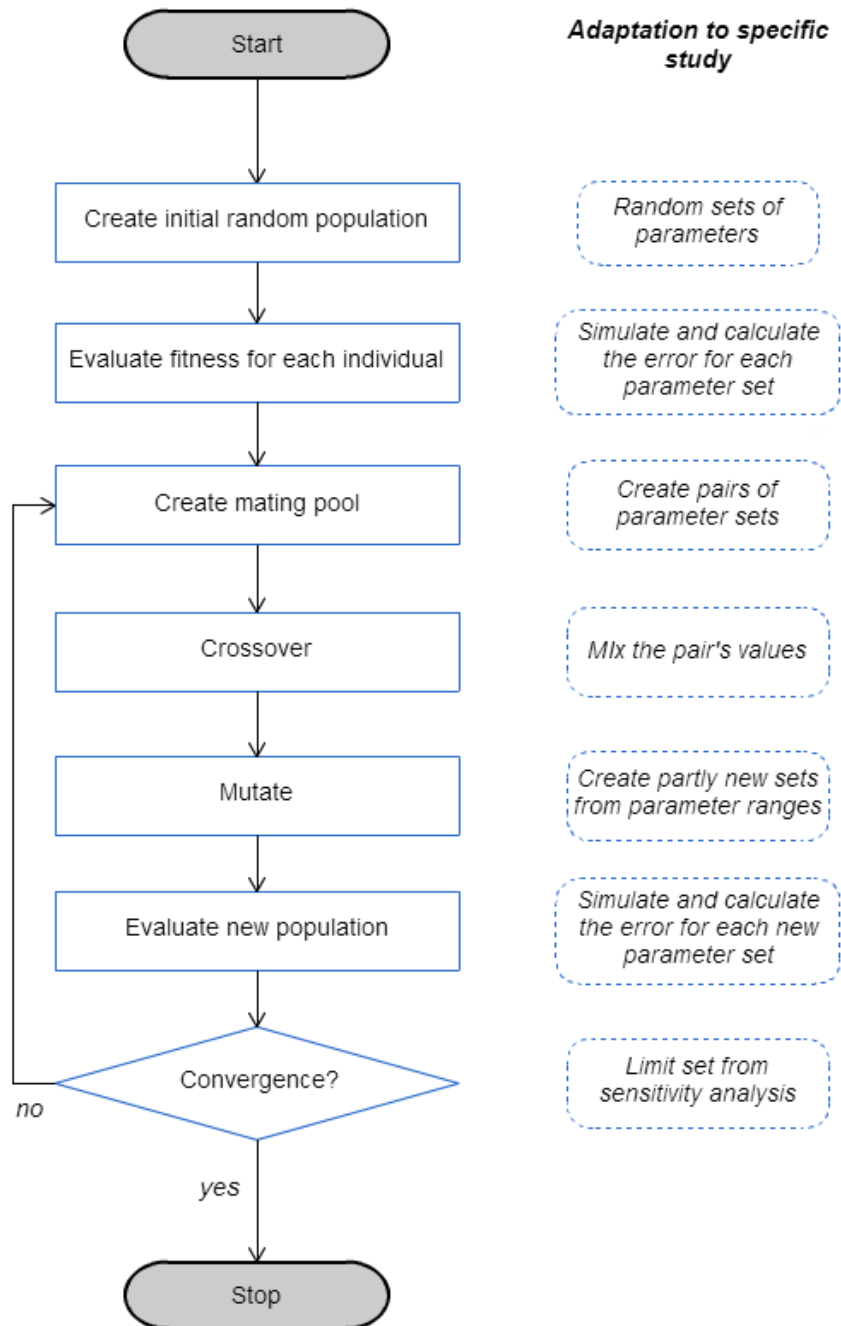 Start
Adaptation to specific
study
Create initial random population
Random sets of
parameters
Evaluate fitness for each individual
Simulate and calculate
the error for each
parameter set
Create mating pool
Create pairs of
parameter sets
Crossover
MIx the pair's values
Mutate
Create partly new sets
from parameter ranges
Evaluate new population
Simulate and calculate
the error for each new
parameter set
Convergence?
Limit set from
sensitivity analysis
no
yes
Stop